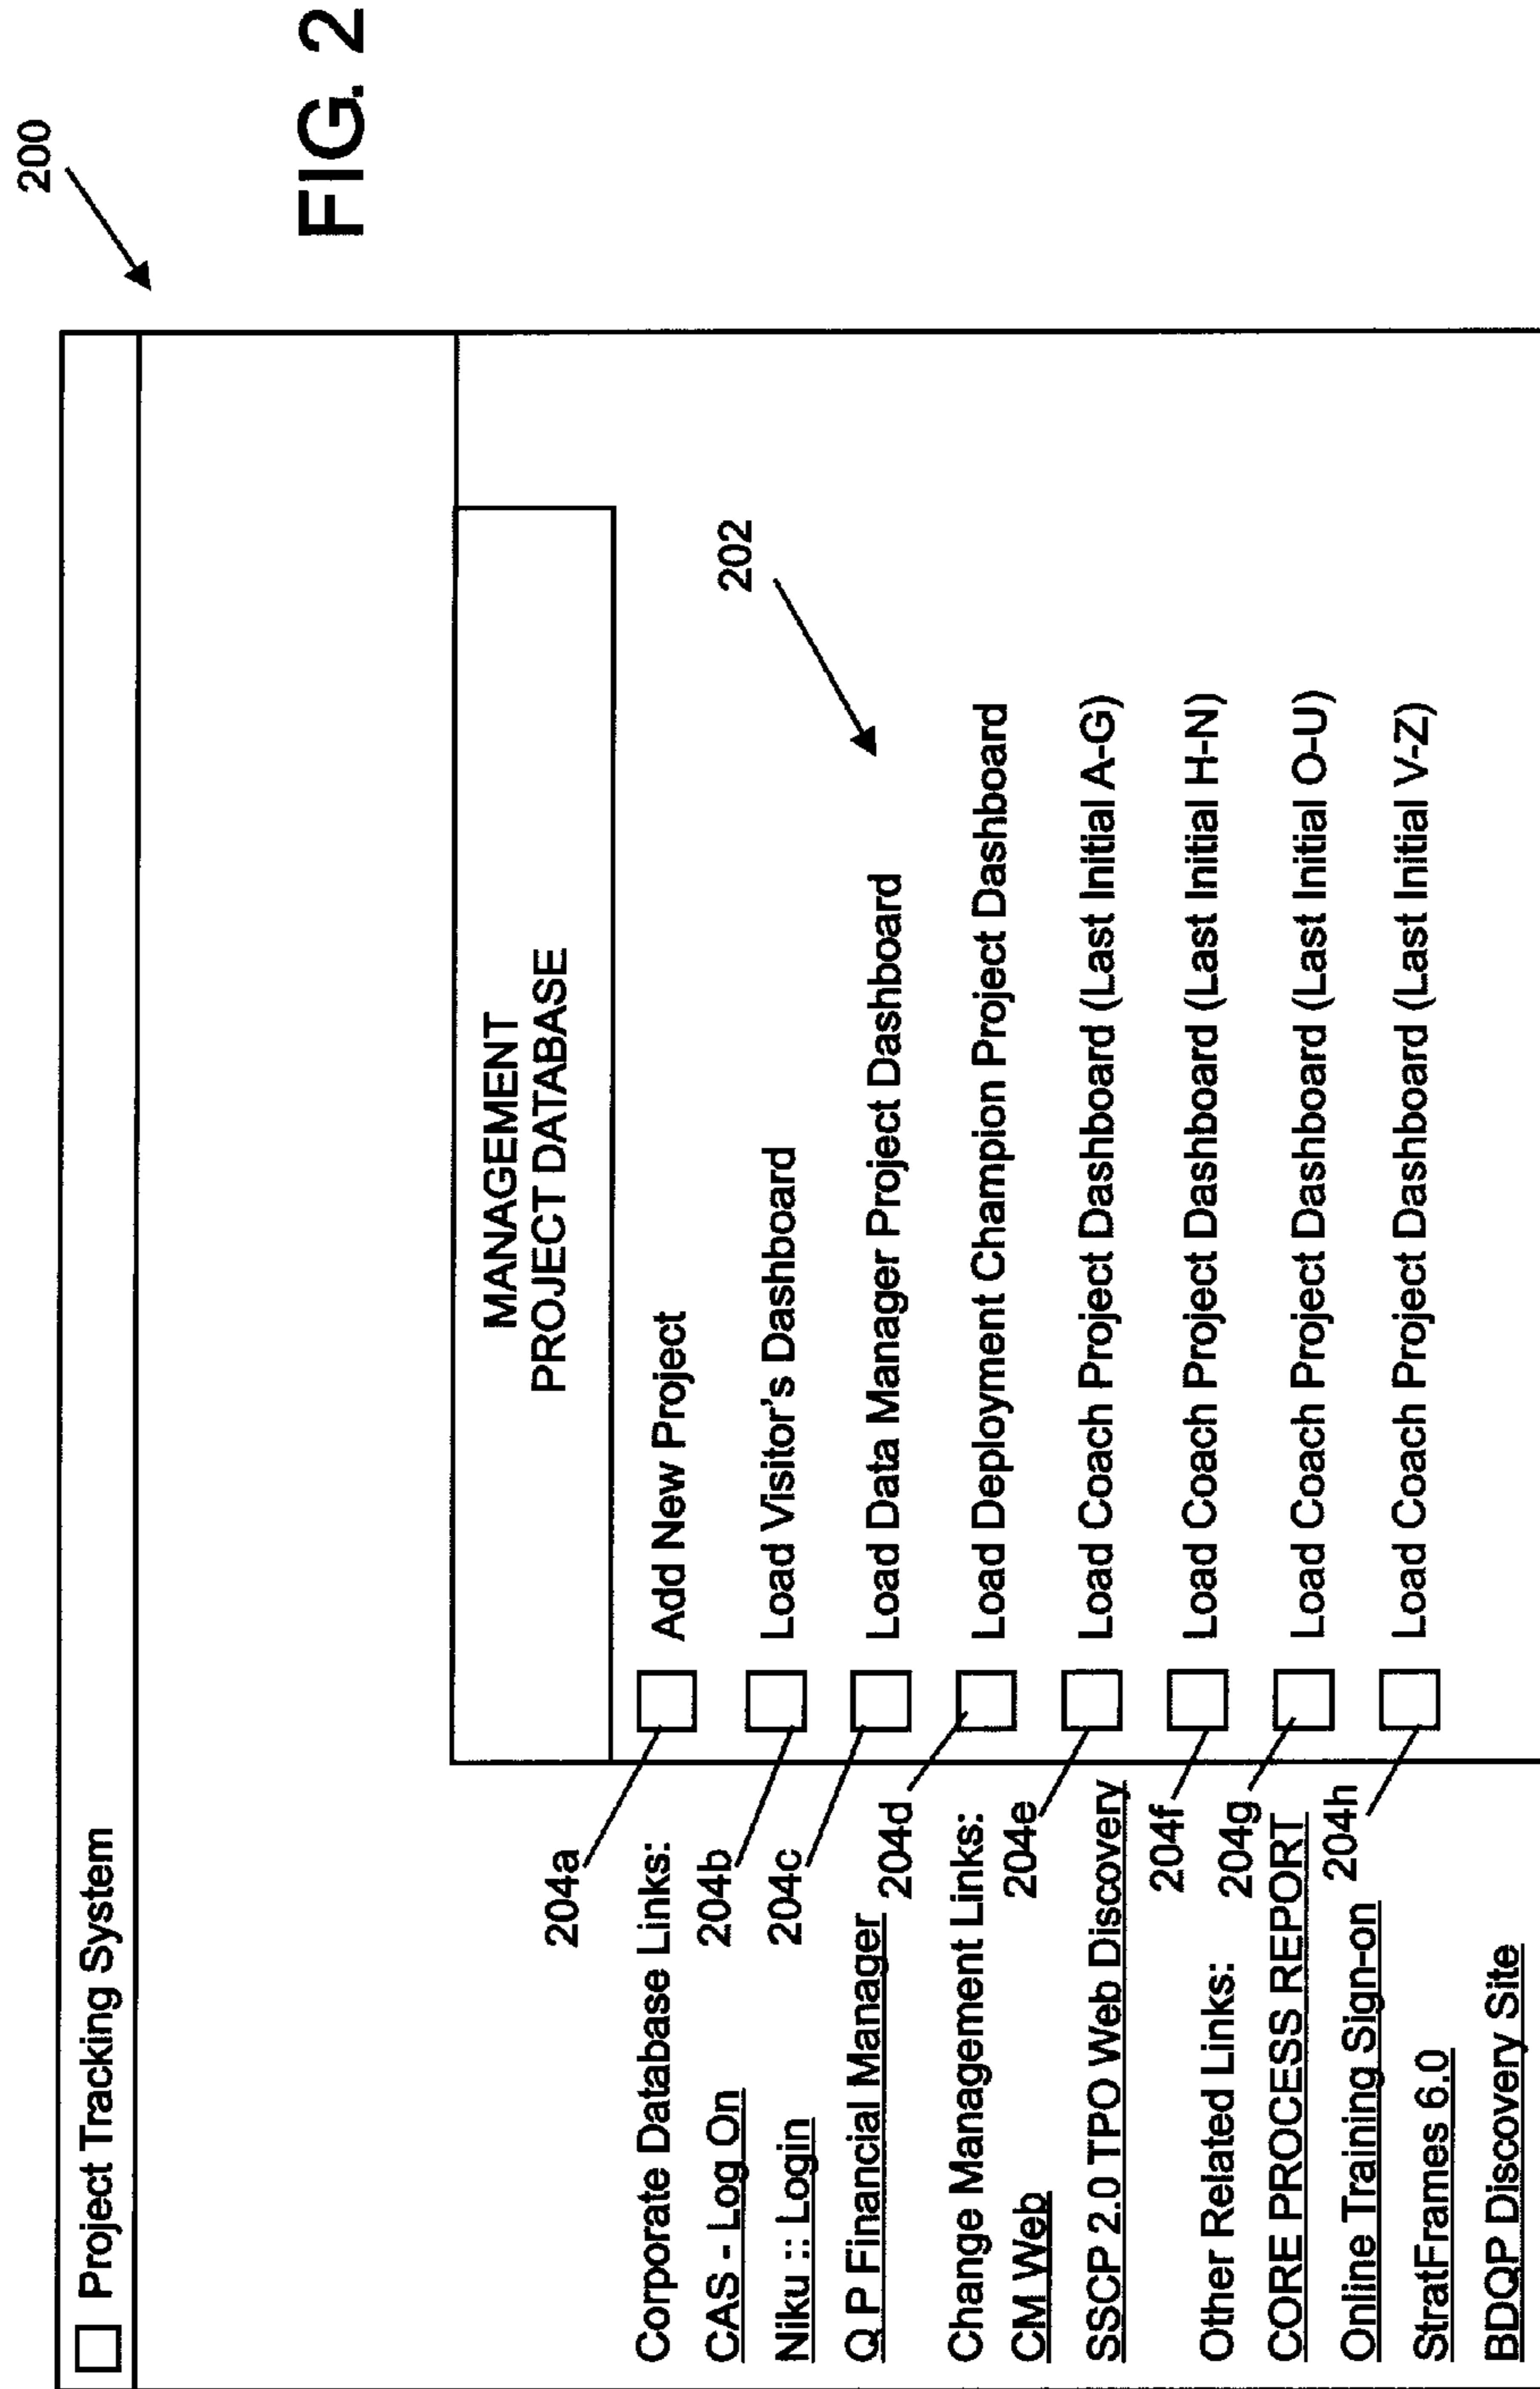 FIG. 2
200
Project Tracking System
MANAGEMENT
PROJECT DATABASE
202
204a
Add New Project
204b
Load Visitor's Dashboard
204c
Load Data Manager Project Dashboard
204d
Load Deployment Champion Project Dashboard
204e
Load Coach Project Dashboard (Last Initial A-G)
204f
Load Coach Project Dashboard (Last Initial H-N)
204g
Load Coach Project Dashboard (Last Initial O-U)
204h
Load Coach Project Dashboard (Last Initial V-Z)
Corporate Database Links:
CAS - Log On
Niku :: Login
Q P Financial Manager
Change Management Links:
CM Web
SSCP 2.0 TPO Web Discovery
Other Related Links:
CORE PROCESS REPORT
Online Training Sign-on
StratFrames 6.0
BDQP Discovery Site